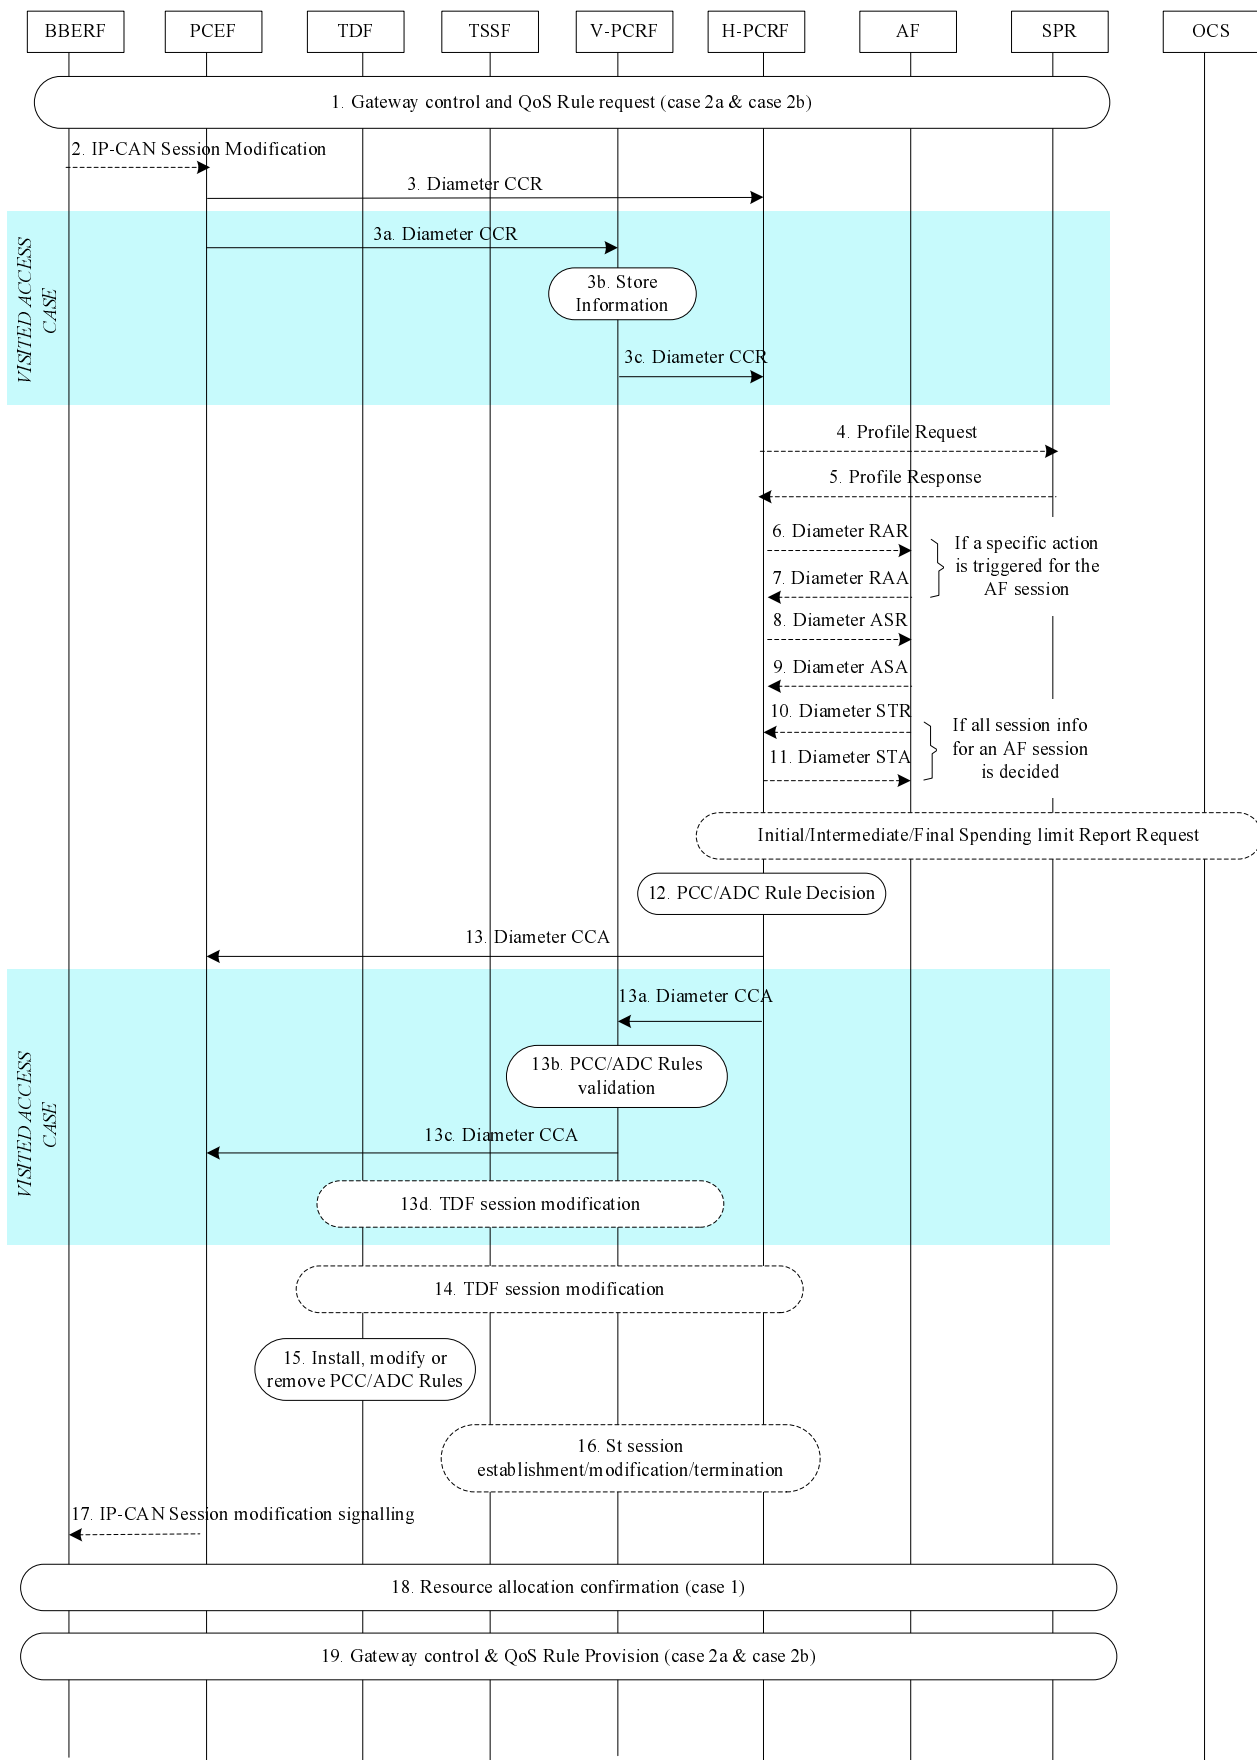 BBERF
PCEF
TDF
TSSF
V-PCRF
H-PCRF
AF
SPR
OCS
1. Gateway control and QoS Rule request (case 2a & case 2b)
2. IP-CAN Session Modification
3. Diameter CCR
VISITED ACCESS
CASE
3a. Diameter CCR
3b. Store
Information
3c. Diameter CCR
4. Profile Request
5. Profile Response
6. Diameter RAR
7. Diameter RAA
If a specific action
is triggered for the
AF session
8. Diameter ASR
9. Diameter ASA
10. Diameter STR
11. Diameter STA
If all session info
for an AF session
is decided
Initial/Intermediate/Final Spending limit Report Request
12. PCC/ADC Rule Decision
13. Diameter CCA
VISITED ACCESS
CASE
13a. Diameter CCA
13b. PCC/ADC Rules
validation
13c. Diameter CCA
13d. TDF session modification
14. TDF session modification
15. Install, modify or
remove PCC/ADC Rules
16. St session
establishment/modification/termination
17. IP-CAN Session modification signalling
18. Resource allocation confirmation (case 1)
19. Gateway control & QoS Rule Provision (case 2a & case 2b)